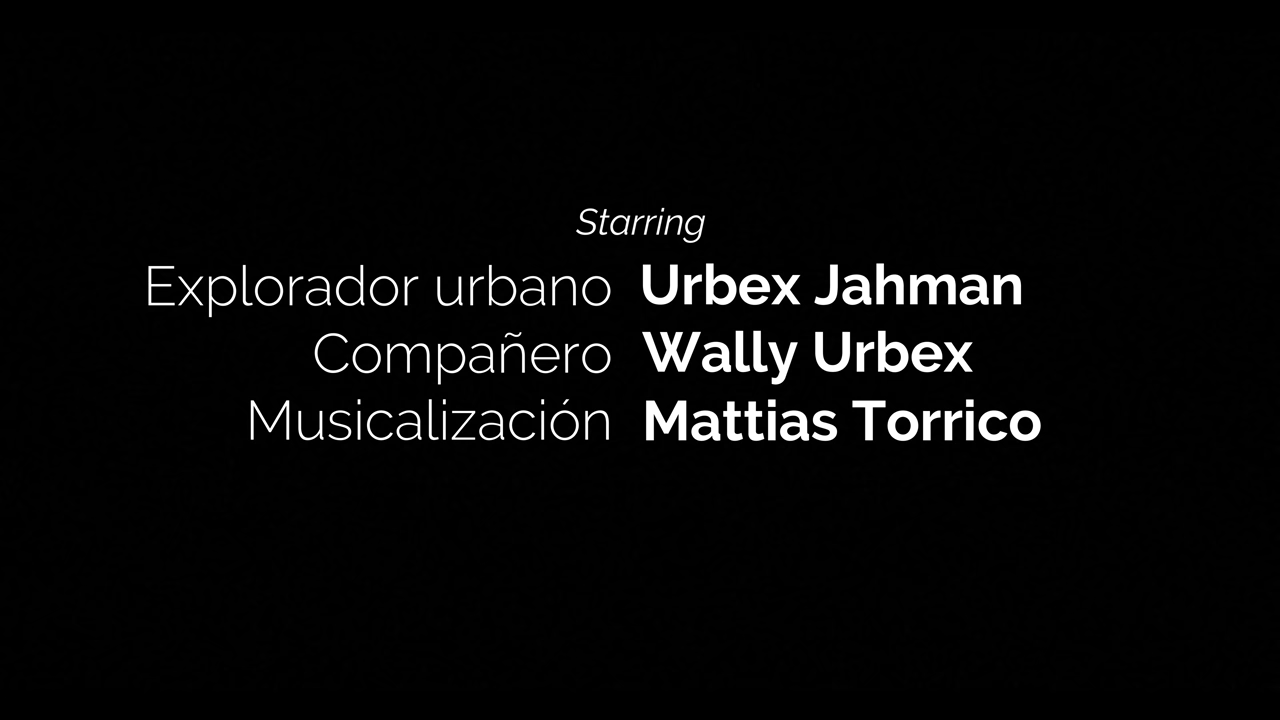 Starring
Explorador urbano Urbex Jahman
Compañero Wally Urbex
Musicalización Mattias Torrico